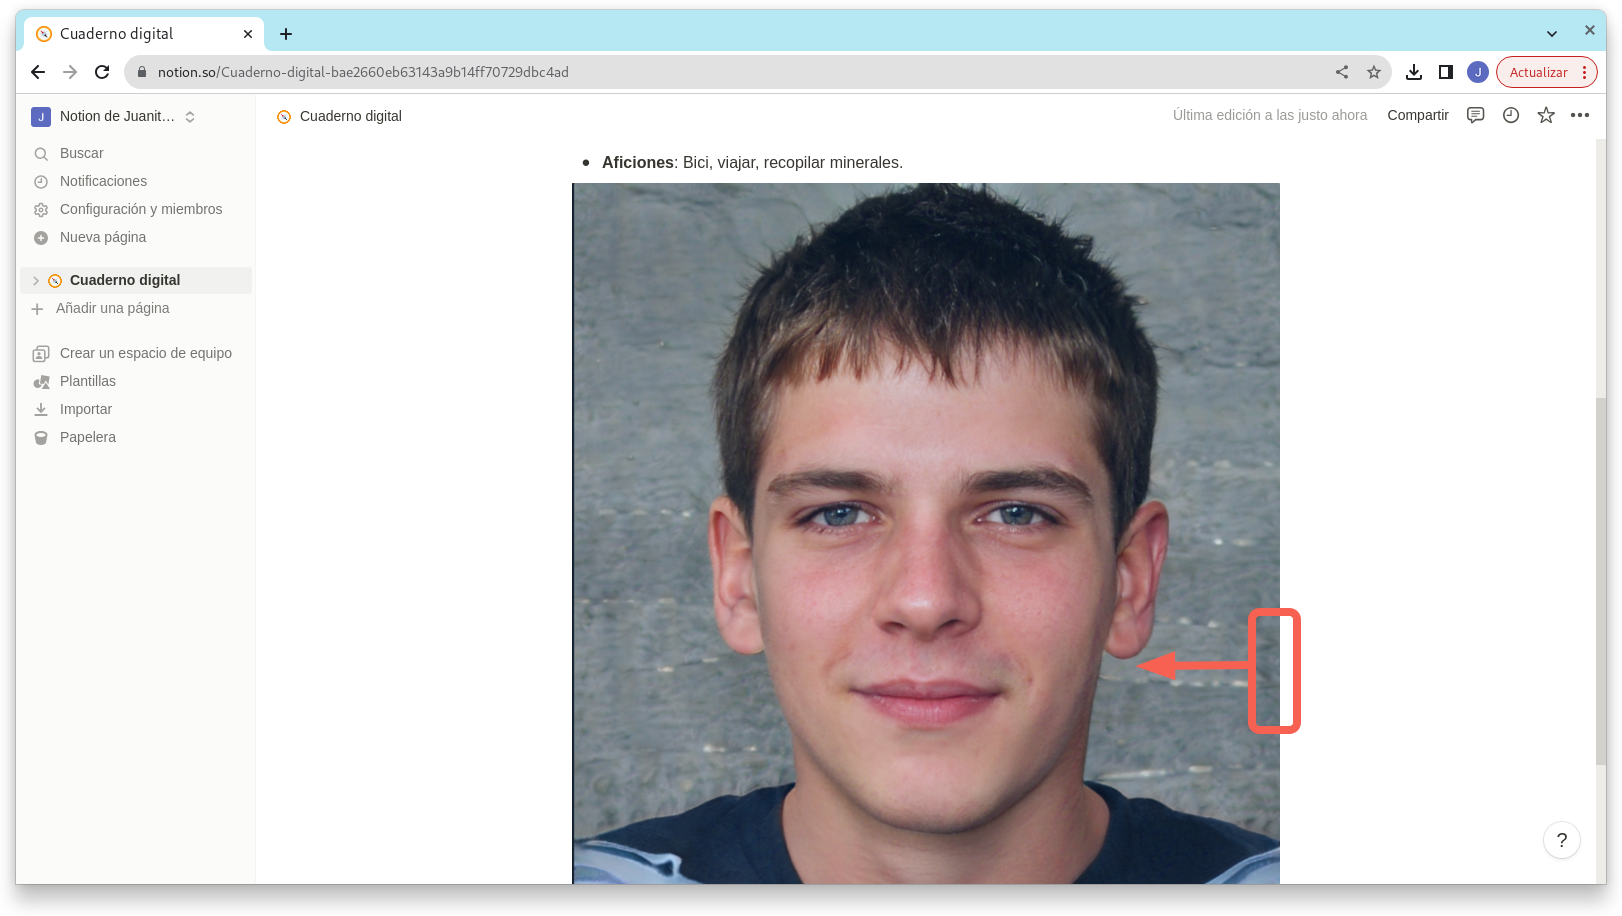 Cuaderno digital
notion.so/Cuaderno-digital-bae2660eb63143a9b14ff70729dbc4ad
J
Actualizar
J
Notion de Juanit…
Cuaderno digital
Última edición a las justo ahora
Compartir
Buscar
Notificaciones
Configuración y miembros
Nueva página
Cuaderno digital
Añadir una página
Crear un espacio de equipo
Plantillas
Importar
Papelera
• Aficiones: Bici, viajar, recopilar minerales.
?